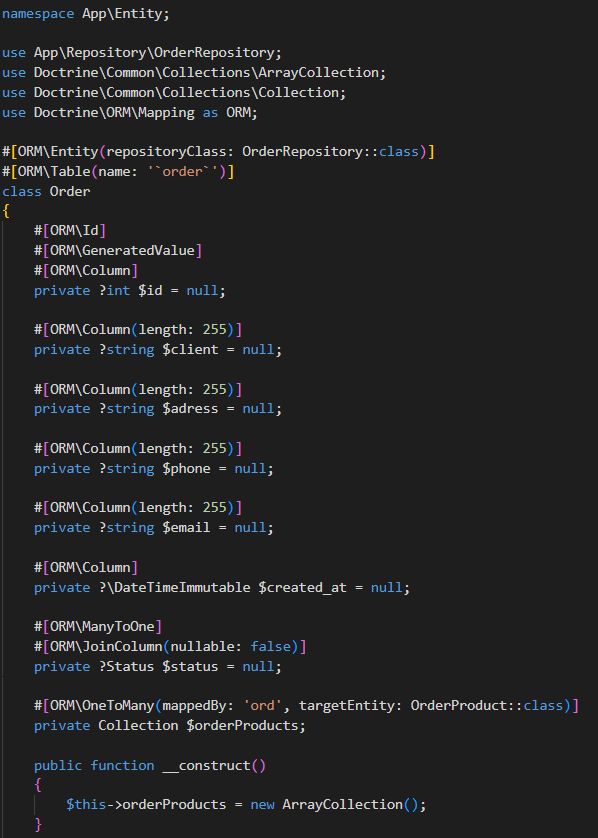 namespace App\Entity;
use App\Repository\OrderRepository;
use Doctrine\Common\Collections\ArrayCollection;
use Doctrine\Common\Collections\Collection;
use Doctrine\ORM\Mapping as ORM;
#[ORM\Entity(repositoryClass: OrderRepository::class)]
#[ORM\Table(name: '`order`')]
class Order
{
#[ORM\Id]
#[ORM\GeneratedValue]
#[ORM\Column]
private ?int $id = null;
#[ORM\Column(length: 255)]
private ?string $client = null;
#[ORM\Column(length: 255)]
private ?string $adress = null;
#[ORM\Column(length: 255)]
private ?string $phone = null;
#[ORM\Column(length: 255)]
private ?string $email = null;
#[ORM\Column]
private ?\DateTimeImmutable $created_at = null;
#[ORM\ManyToOne]
#[ORM\JoinColumn(nullable: false)]
private ?Status $status = null;
#[ORM\OneToMany(mappedBy: 'ord', targetEntity: OrderProduct::class)]
private Collection $orderProducts;
public function __construct()
{
$this->orderProducts = new ArrayCollection();
}